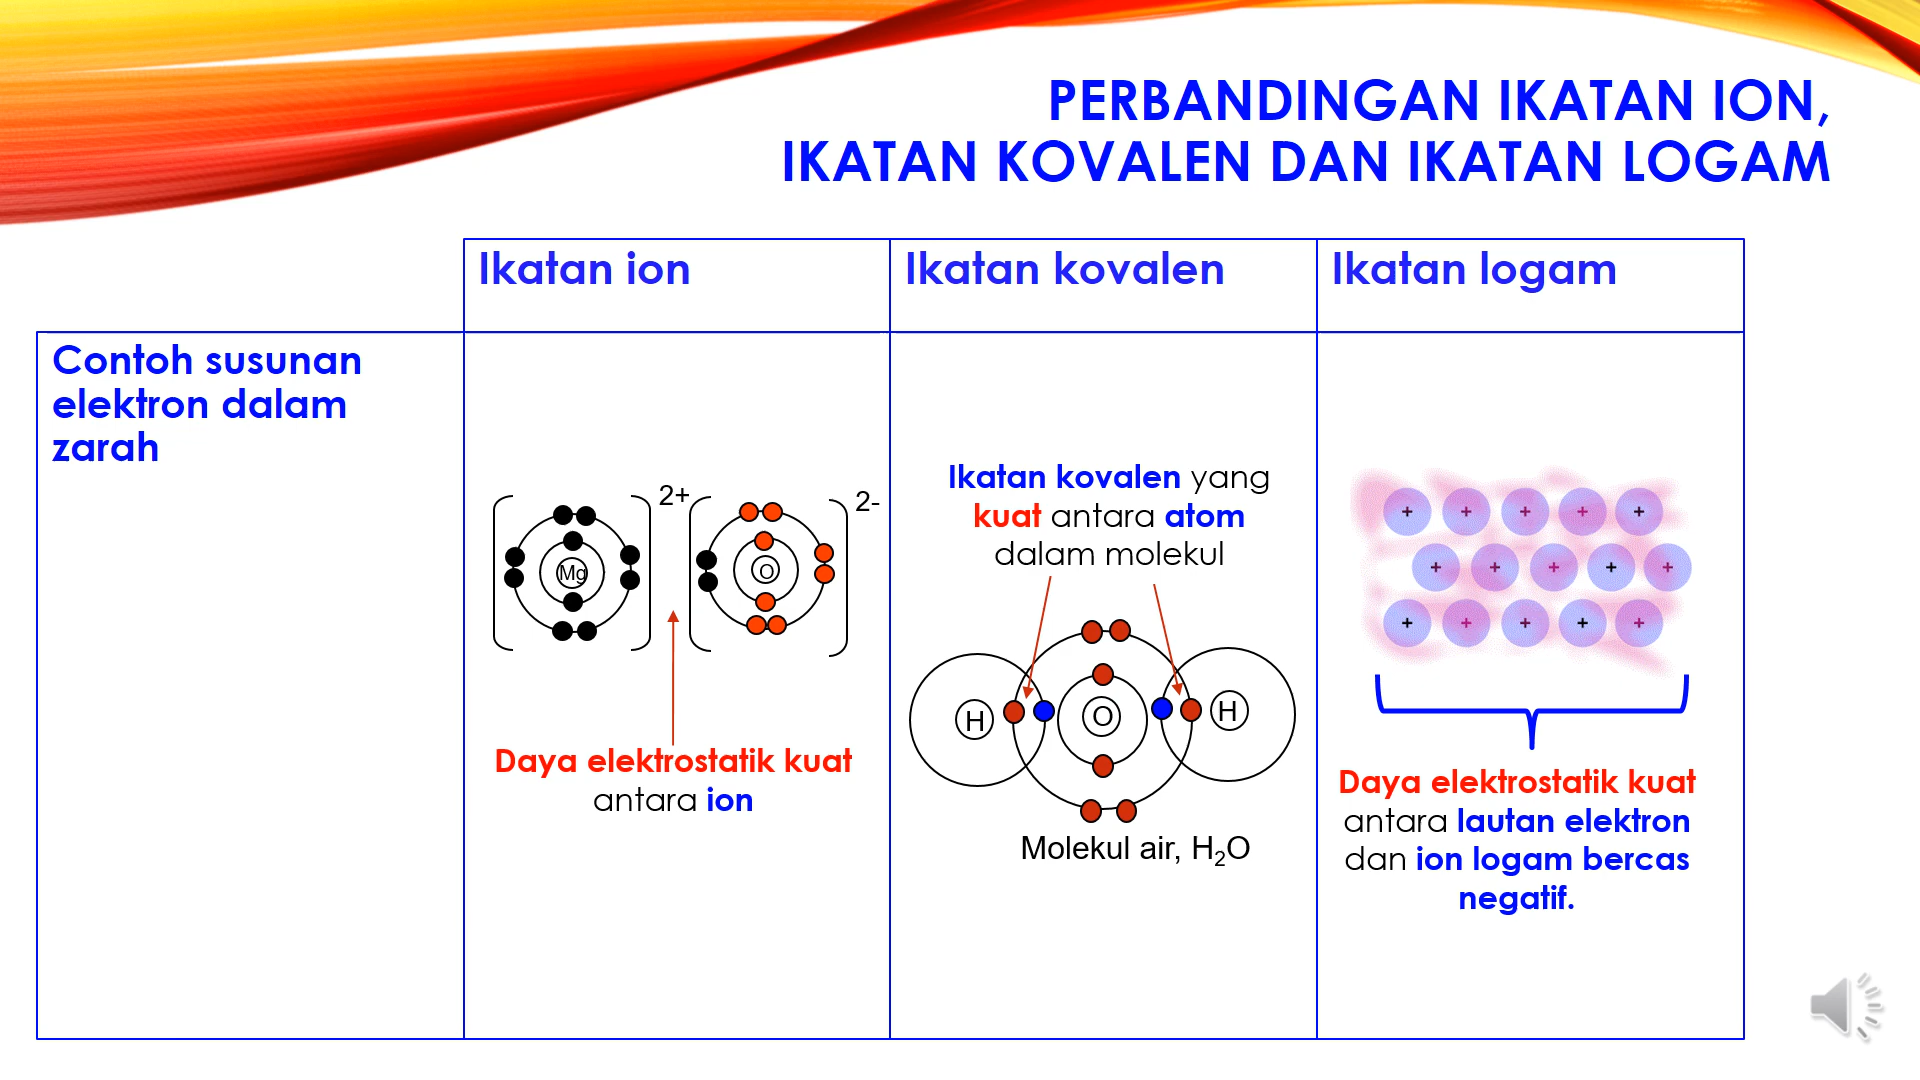 PERBANDINGAN IKATAN ION,
IKATAN KOVALEN DAN IKATAN LOGAM
Ikatan ion
Ikatan kovalen
Ikatan logam
Contoh susunan
elektron dalam
zarah
2+
2-
Mg
O
Daya elektrostatik kuat
antara ion
Ikatan kovalen yang
kuat antara atom
dalam molekul
H
O
H
Molekul air, H₂O
+ + + + +
+ + + + +
+ + + + +
Daya elektrostatik kuat
antara lautan elektron
dan ion logam bercas
negatif.